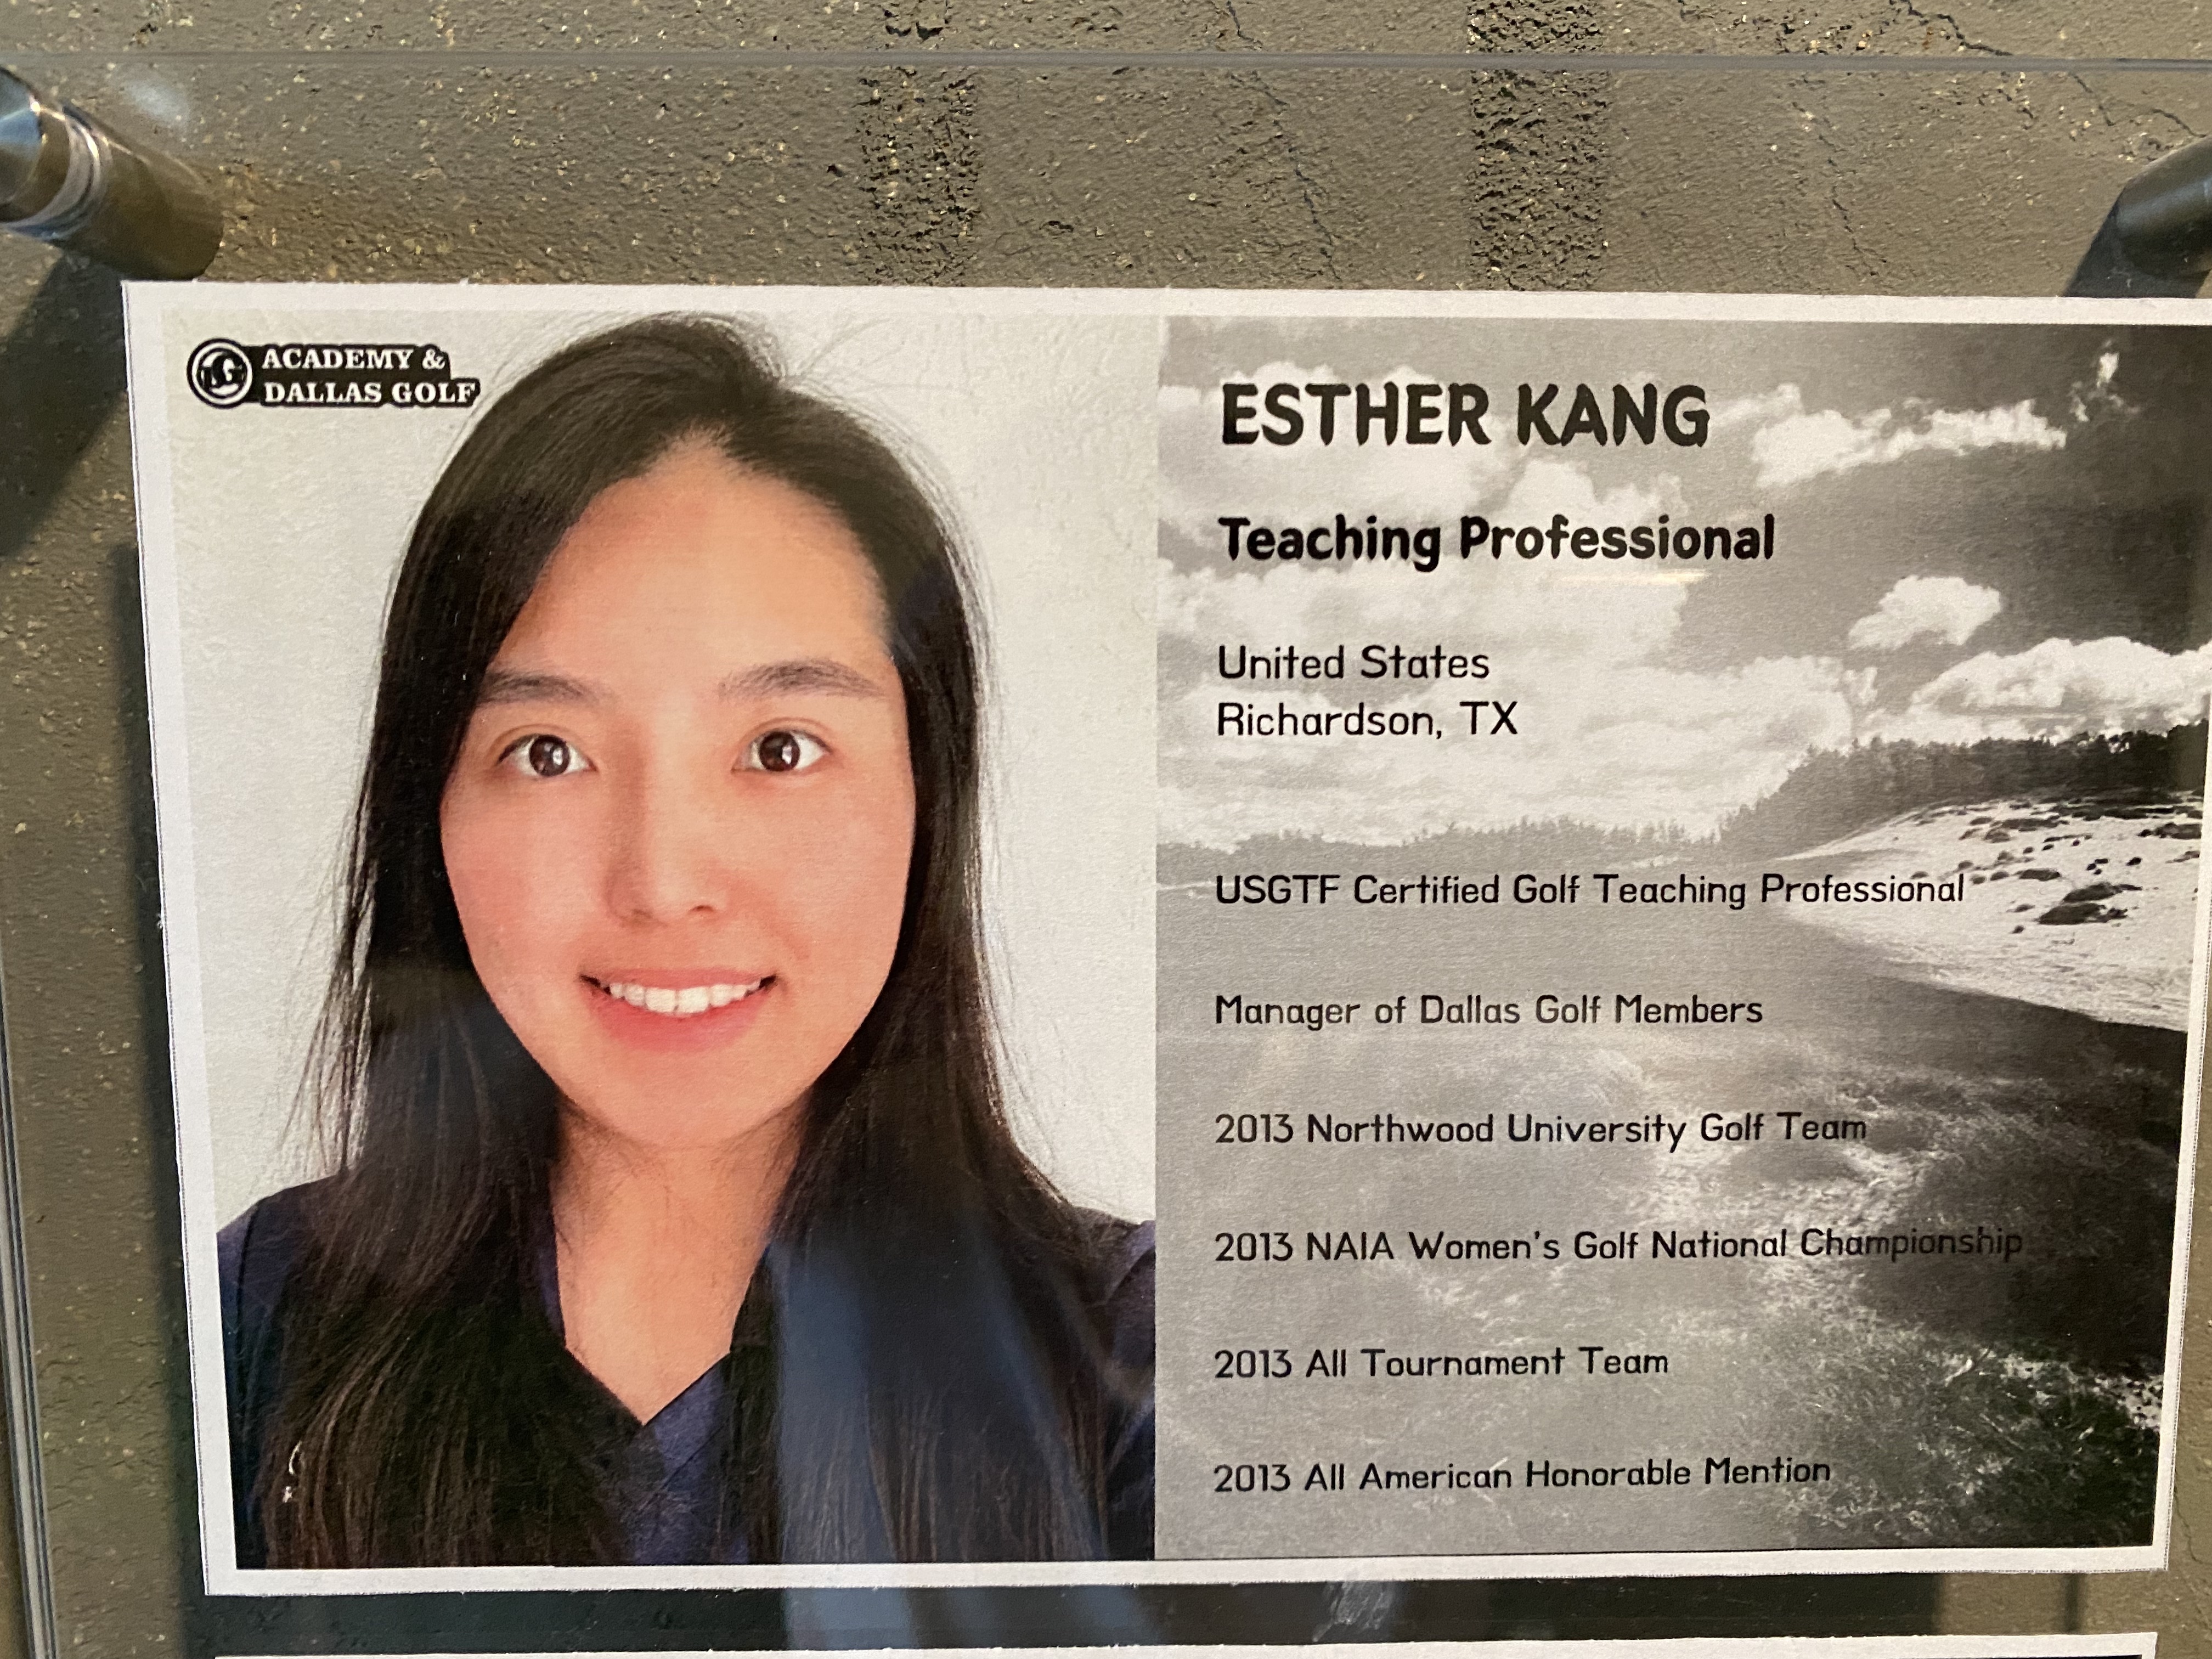 ACADEMY &
DALLAS GOLF
ESTHER KANG
Teaching Professional
United States
Richardson, TX
USGTF Certified Golf Teaching Professional
Manager of Dallas Golf Members
2013 Northwood University Golf Team
2013 NAIA Women's Golf National Championship
2013 All Tournament Team
2013 All American Honorable Mention